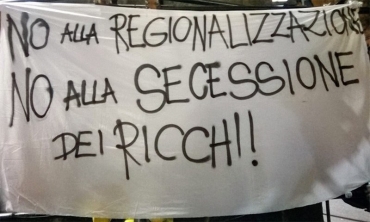 NO ALLA REGIONALIZZAZIONE
NO ALLA SECESSIONE
DEI RICCHI!!